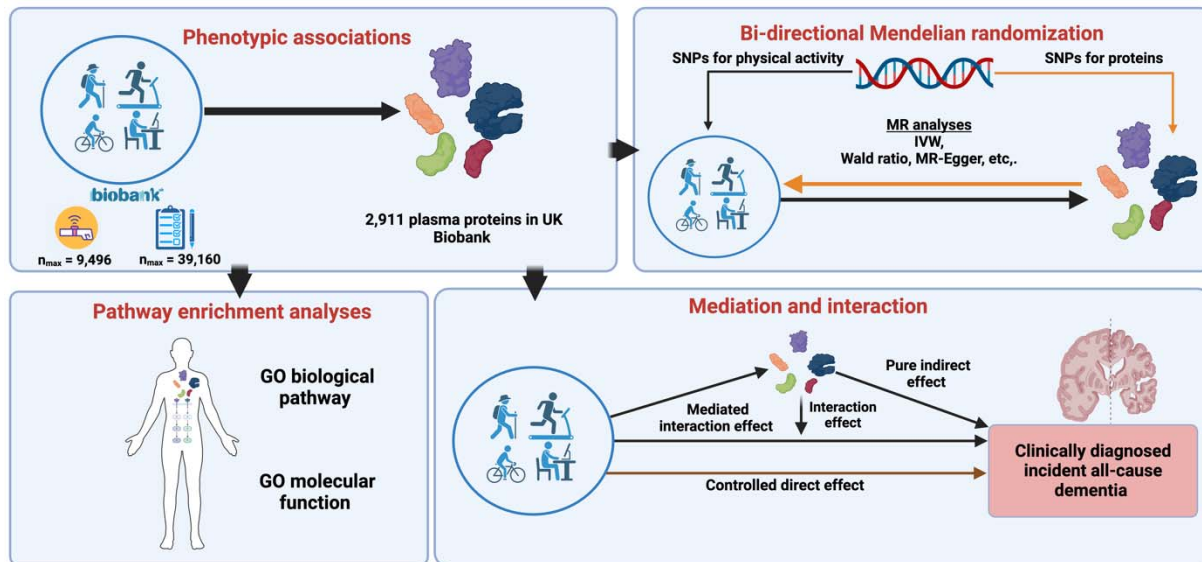 Phenotypic associations
biobank
n_max = 9,496
n_max = 39,160
2,911 plasma proteins in UK
Biobank
Bi-directional Mendelian randomization
SNPs for physical activity
SNPs for proteins
MR analyses
IVW,
Wald ratio, MR-Egger, etc,.
Pathway enrichment analyses
GO biological
pathway
GO molecular
function
Mediation and interaction
Pure indirect
effect
Mediated
interaction effect
Interaction
effect
Controlled direct effect
Clinically diagnosed
incident all-cause
dementia